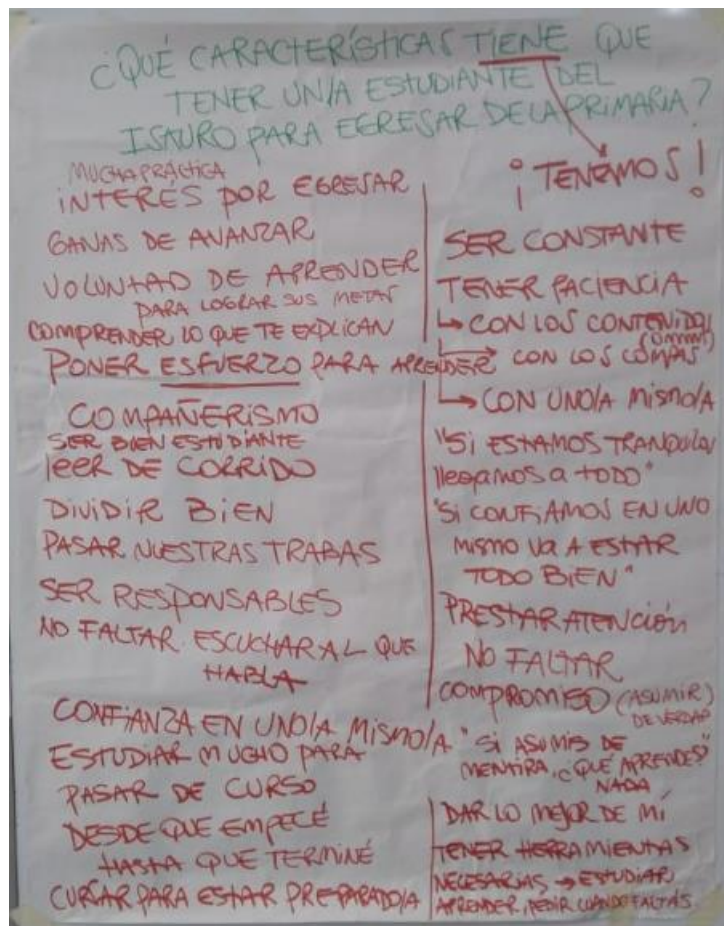 ¿QUÉ CARACTERÍSTICAS TIENE QUE
TENER UN/A ESTUDIANTE DEL
ISAURO PARA EGRESAR DE LA PRIMARIA?
MUCHA PRÁCTICA
INTERÉS POR EGRESAR
GANAS DE AVANZAR
VOLUNTAD DE APRENDER
PARA LOGRAR SUS METAS
COMPRENDER LO QUE TE EXPLICAN
PONER ESFUERZO PARA APRENDER
COMPAÑERISMO
SER BUEN ESTUDIANTE
leER DE CORRIDO
DIVIDIR BIEN
PASAR NUESTRAS TRABAS
SER RESPONSABLES
NO FALTAR. ESCUCHAR AL QUE
HABLA
CONFIANZA EN UNO/A MISMO/A
ESTUDIAR MUCHO PARA
PASAR DE CURSO
DESDE QUE EMPECÉ
HASTA QUE TERMINÉ
CURSAR PARA ESTAR PREPARADO/A
¡TENEMOS!
SER CONSTANTE
TENER PACIENCIA
↳ CON LOS CONTENIDOS
→ CON LOS COMPAS
↳ CON UNO/A MISMO/A
"SI ESTAMOS TRANQUILOS
llegamos a TODO"
"SI CONFIAMOS EN UNO
MISMO VA A ESTAR
TODO BIEN"
PRESTAR ATENCIÓN
NO FALTAR
COMPROMISO (ASUMIR)
DE VERDAD
"SI ASUMIS DE
MENTIRA, ¿QUÉ APRENDES?"
NADA
DAR LO MEJOR DE MÍ
TENER HERRAMIENTAS
NECESARIAS → ESTUDIAR
APRENDER, PEDIR CUANDO FALTÁS